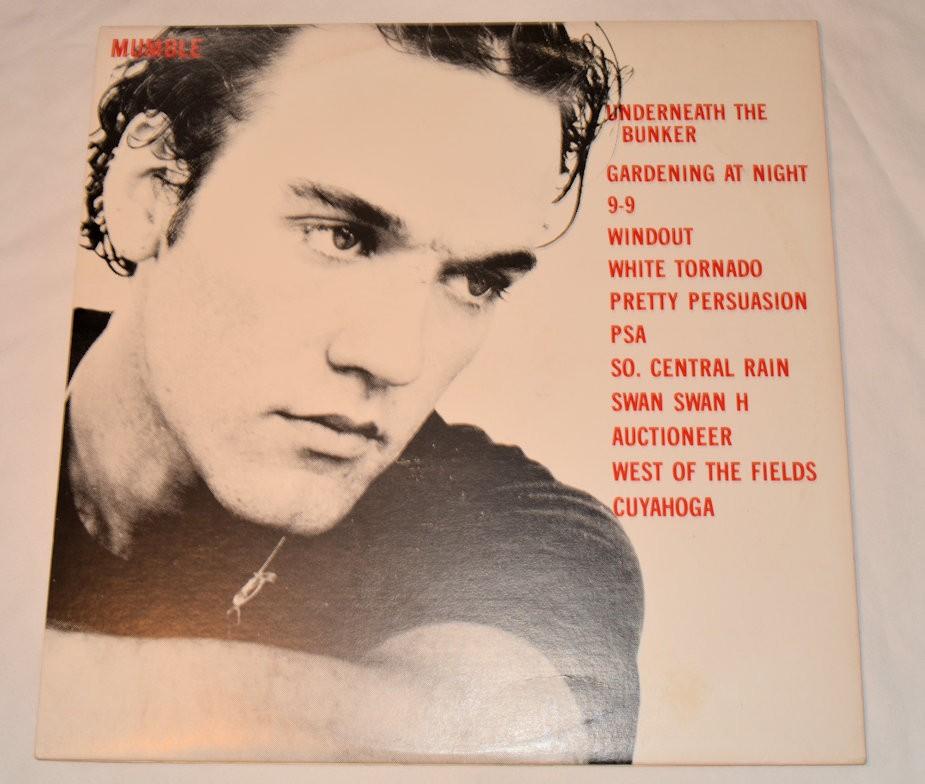 MUMBLE
UNDERNEATH THE
BUNKER
GARDENING AT NIGHT
9-9
WINDOUT
WHITE TORNADO
PRETTY PERSUASION
PSA
SO. CENTRAL RAIN
SWAN SWAN H
AUCTIONEER
WEST OF THE FIELDS
CUYAHOGA